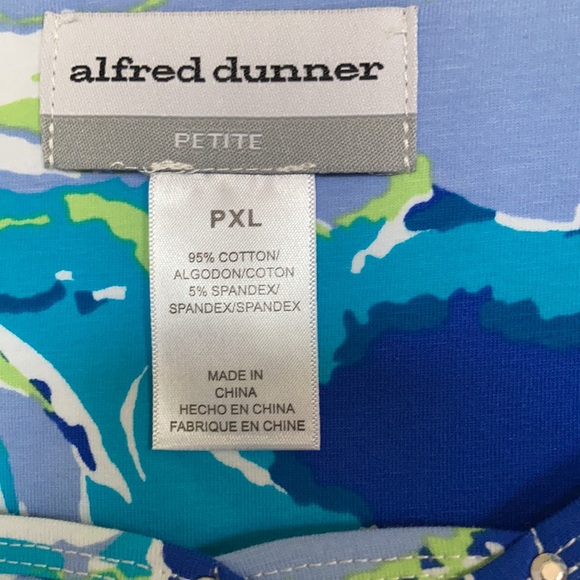 alfred dunner
PETITE
PXL
95% COTTON/
ALGODON/COTON
5% SPANDEX/
SPANDEX/SPANDEX
MADE IN
CHINA
HECHO EN CHINA
FABRIQUE EN CHINE